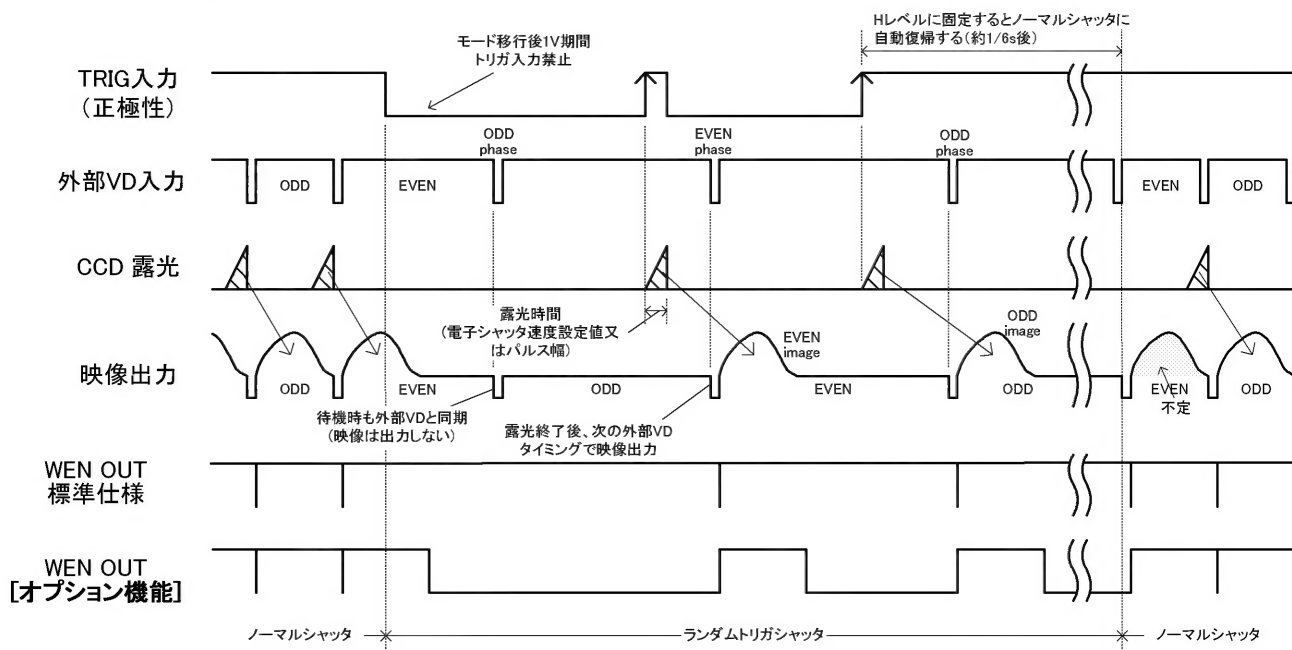 Hレベルに固定するとノーマルシャッタに
自動復帰する(約1/6s後)
モード移行後1V期間
トリガ入力禁止
TRIG入力
(正極性)
ODD
phase
EVEN
phase
ODD
phase
外部VD入力
ODD
EVEN
EVEN
ODD
CCD 露光
露光時間
(電子シャッタ速度設定値又
はパルス幅)
EVEN
image
ODD
image
映像出力
ODD
EVEN
ODD
EVEN
ODD
EVEN
ODD
不定
待機時も外部VDと同期
(映像は出力しない)
露光終了後、次の外部VD
タイミングで映像出力
WEN OUT
標準仕様
WEN OUT
[オプション機能]
ノーマルシャッタ
ランダムトリガシャッタ
ノーマルシャッタ